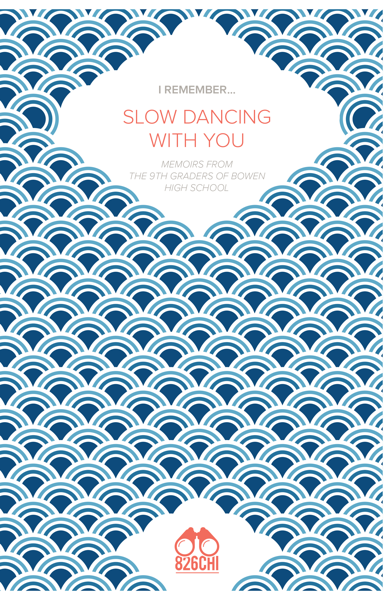 I REMEMBER...
SLOW DANCING
WITH YOU
MEMOIRS FROM
THE 9TH GRADERS OF BOWEN
HIGH SCHOOL
826CHI